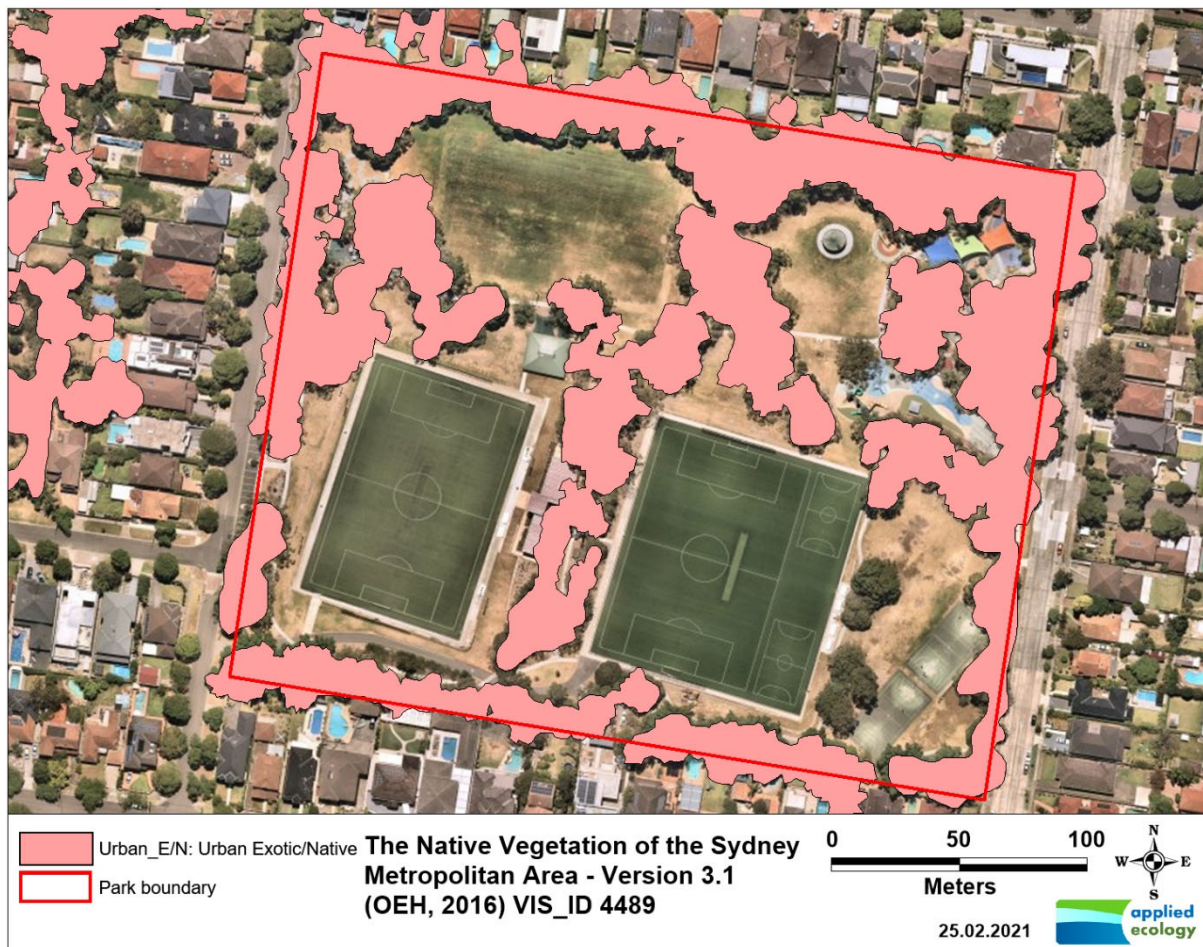 Urban_E/N: Urban Exotic/Native
Park boundary
The Native Vegetation of the Sydney
Metropolitan Area - Version 3.1
(OEH, 2016) VIS_ID 4489
0 50 100
Meters
25.02.2021
N
W E
S
applied
ecology